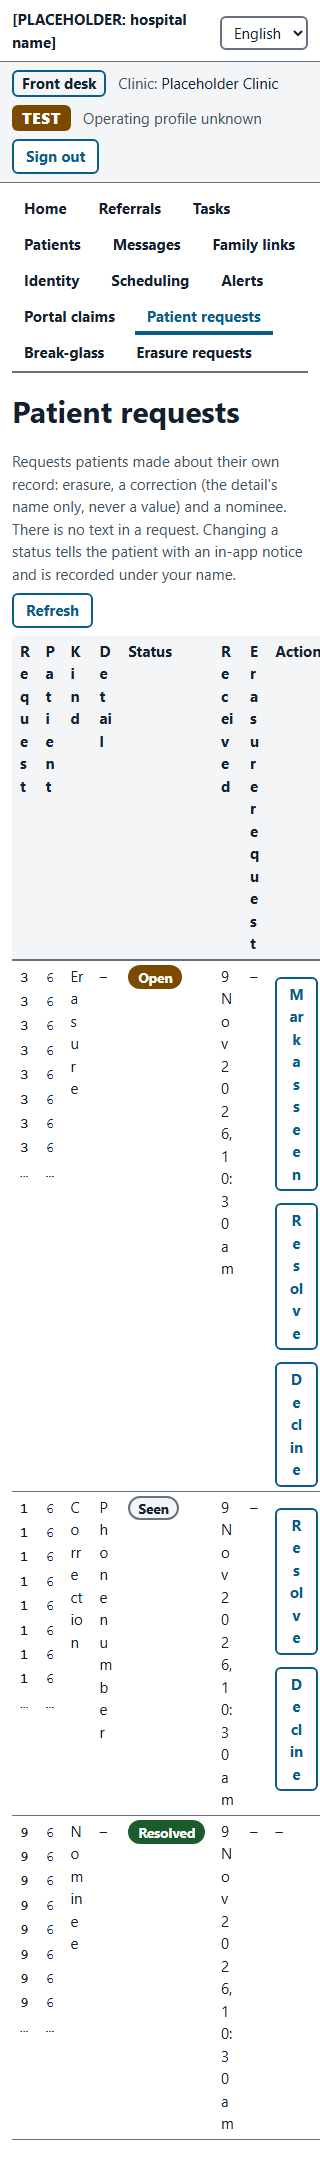 [PLACEHOLDER: hospital name]
English
Front desk
Clinic: Placeholder Clinic
TEST
Operating profile unknown
Sign out
Home
Referrals
Tasks
Patients
Messages
Family links
Identity
Scheduling
Alerts
Portal claims
Patient requests
Break-glass
Erasure requests
Patient requests
Requests patients made about their own
record: erasure, a correction (the detail's
name only, never a value) and a nominee.
There is no text in a request. Changing a
status tells the patient with an in-app notice
and is recorded under your name.
Refresh
Request
Patient
Kind
Detail
Status
Received
Erasure request
Action
33333333…
66666666…
Erasure
–
Open
9 Nov 2026, 10:30 am
–
Mark as seen
Resolve
Decline
11111111…
66666666…
Correction
Phone number
Seen
9 Nov 2026, 10:30 am
–
Resolve
Decline
99999999…
66666666…
Nominee
–
Resolved
9 Nov 2026, 10:30 am
–
–